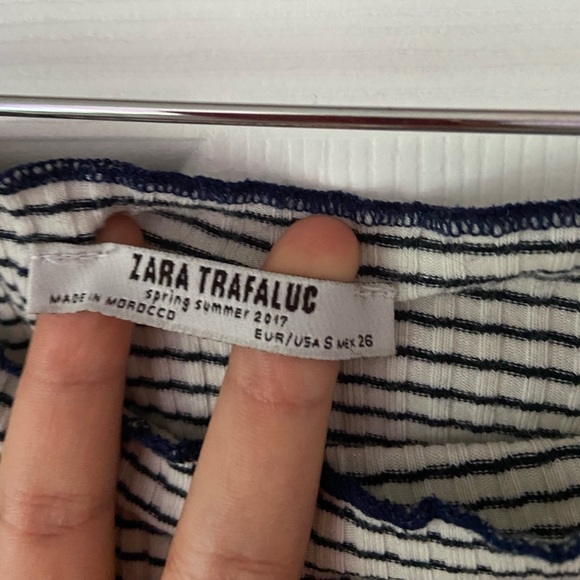 ZARA TRAFALUC
spring summer 2017
MADE IN MOROCCO
EUR/USA S MEX 26